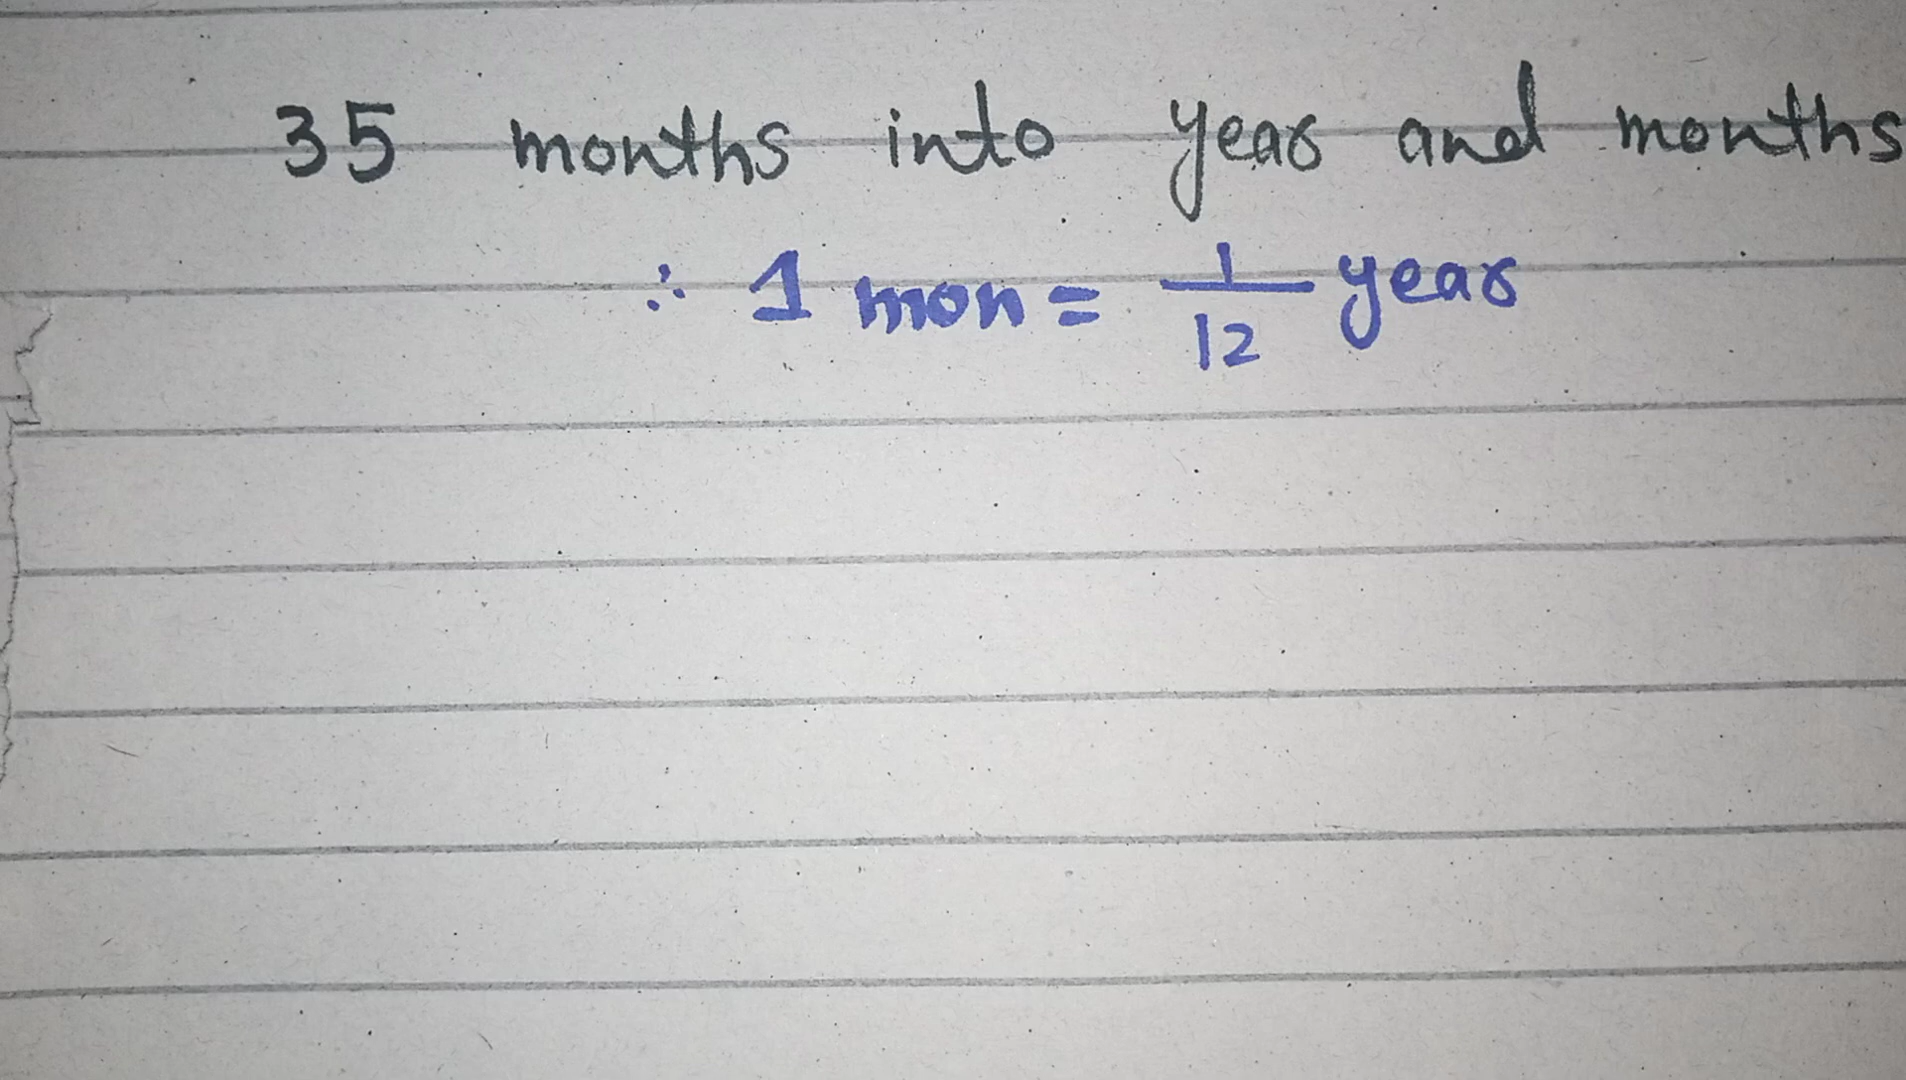 35 months into year and months
∴ 1 mon = 1/12 year